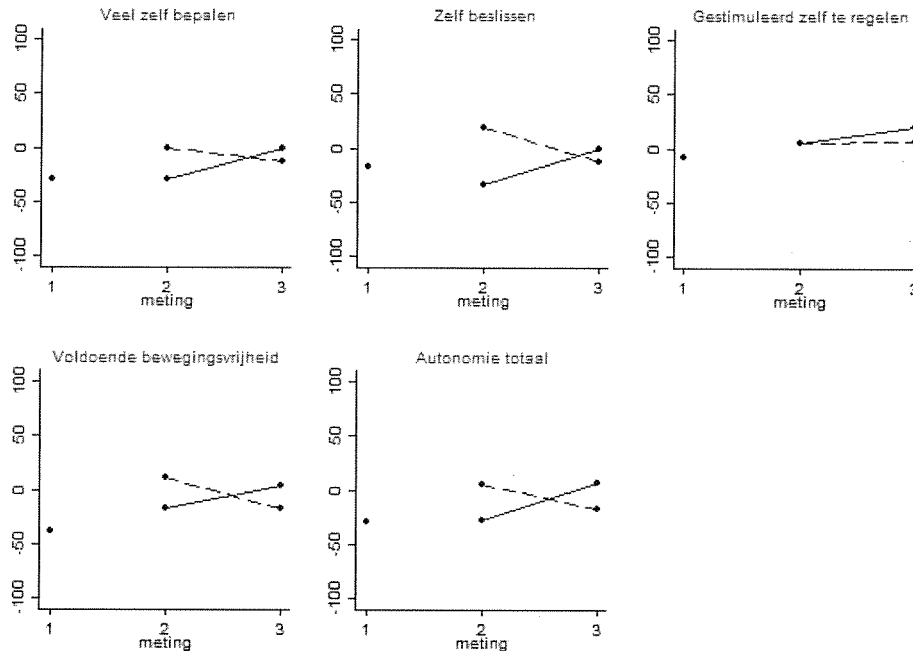 Veel zelf bepalen
100
50
0
-50
-100
1 2 3
meting
Zelf beslissen
100
50
0
-50
-100
1 2 3
meting
Gestimuleerd zelf te regelen
100
50
0
-50
-100
1 2 3
meting
Voldoende bewegingsvrijheid
100
50
0
-50
-100
1 2 3
meting
Autonomie totaal
100
50
0
-50
-100
1 2 3
meting